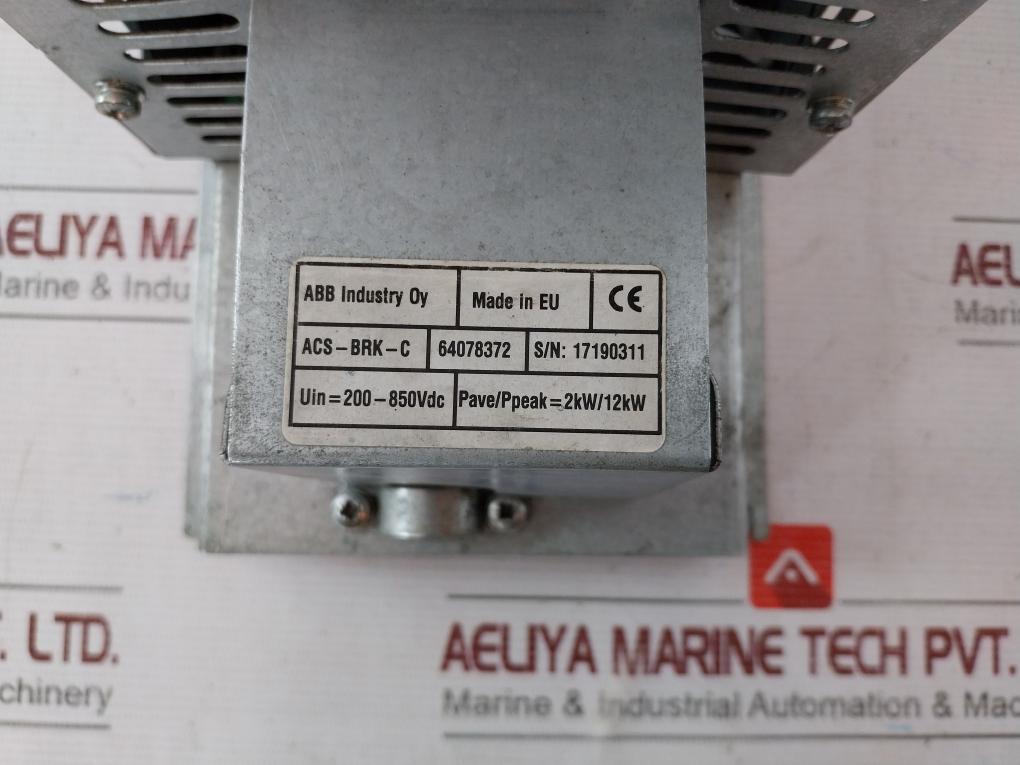 ABB Industry Oy Made in EU CE
ACS-BRK-C 64078372 S/N: 17190311
Uin=200-850Vdc Pave/Ppeak=2kW/12kW
AELIYA MA
Marine & Indu
AEL
Mari
. LTD.
chinery
AELIYA MARINE TECH PVT.
Marine & Industrial Automation & Mac